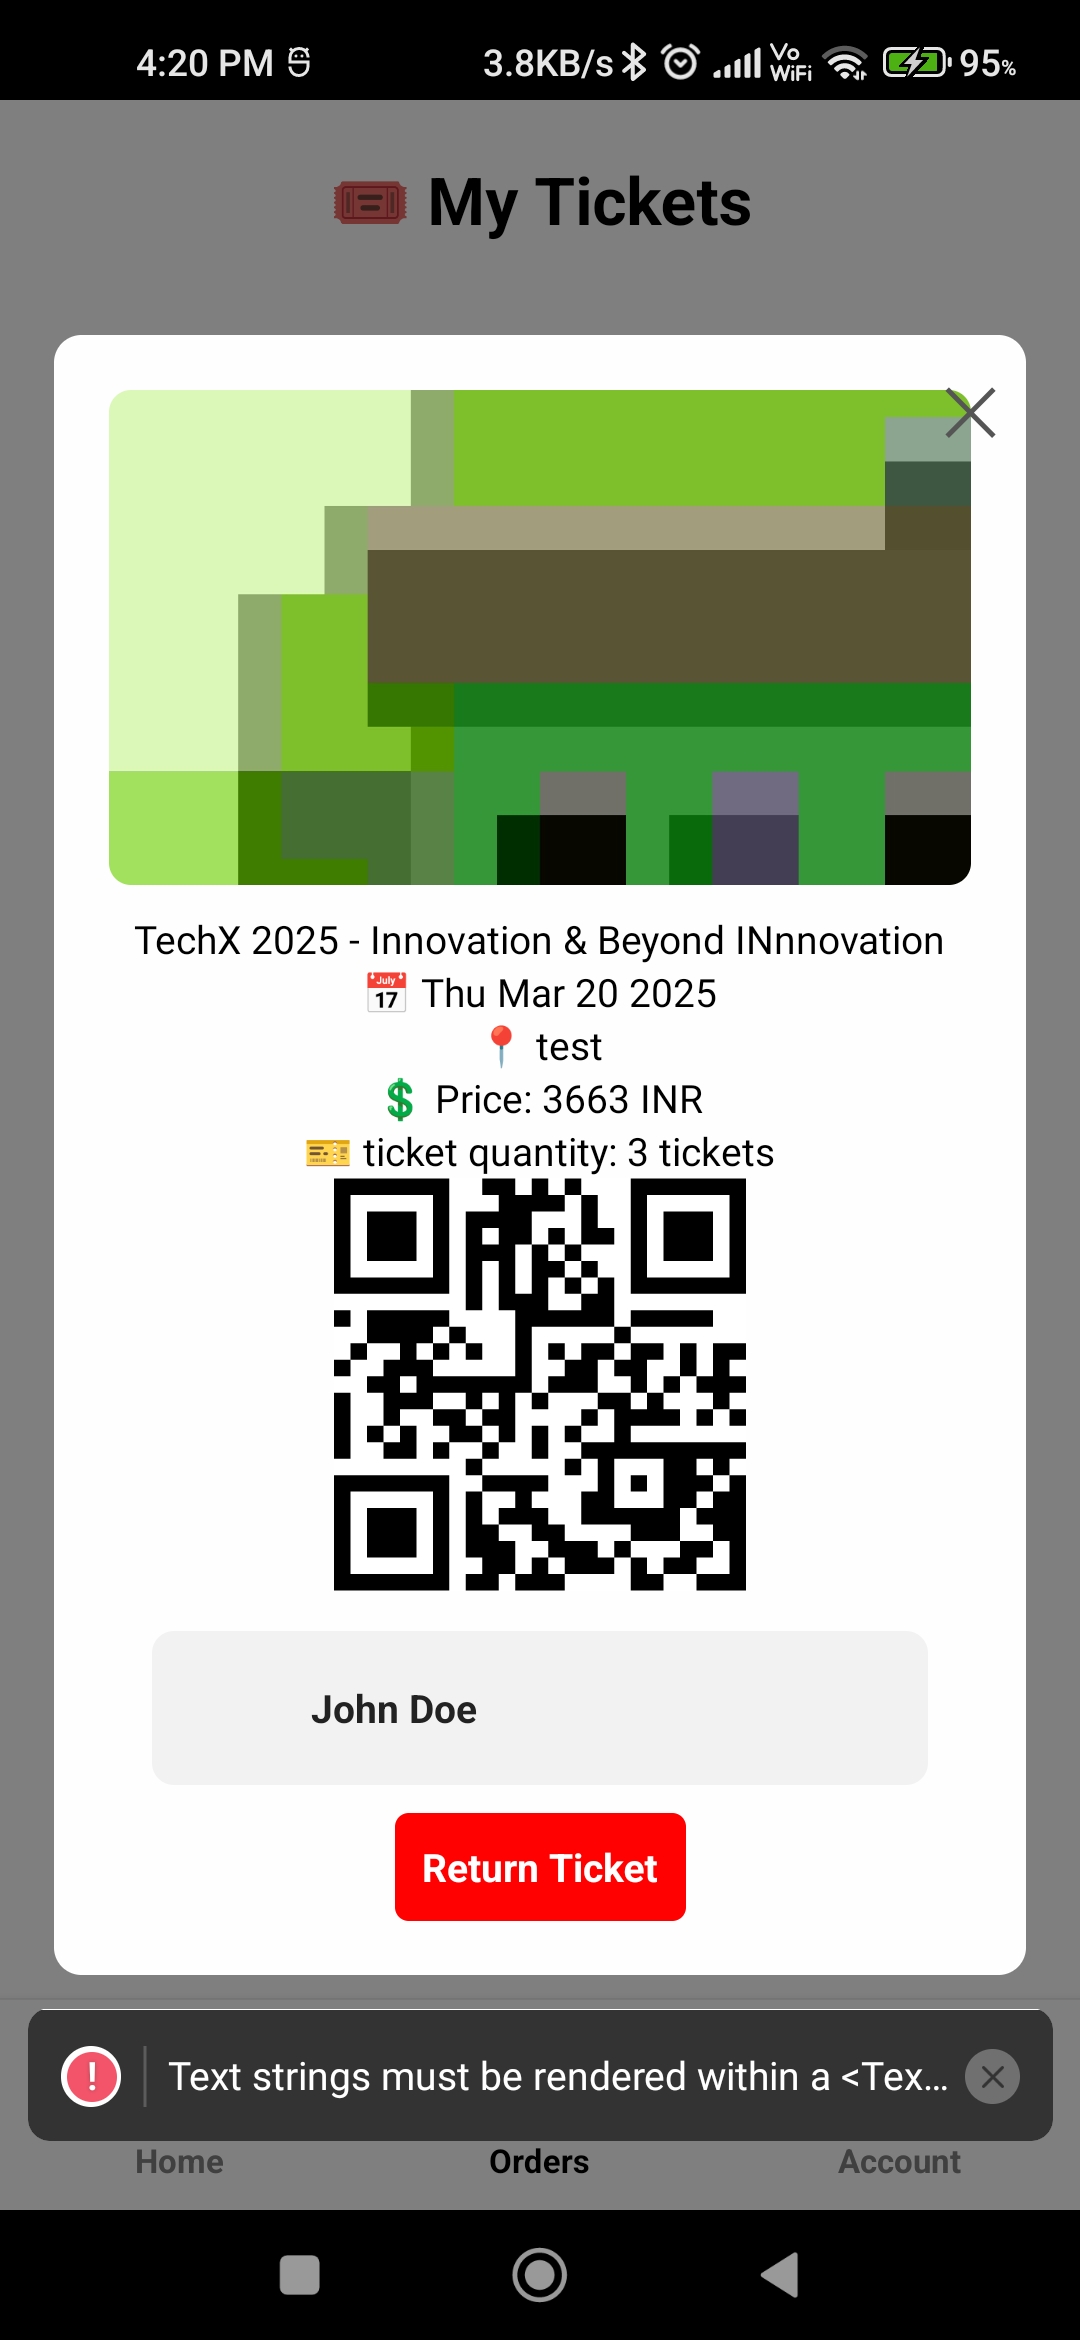 4:20 PM
3.8KB/s
Vo
WiFi
95%
🎟️ My Tickets
TechX 2025 - Innovation & Beyond INnnovation
📅 Thu Mar 20 2025
📍 test
💲 Price: 3663 INR
🎫 ticket quantity: 3 tickets
John Doe
Return Ticket
! Text strings must be rendered within a <Tex...
Home
Orders
Account